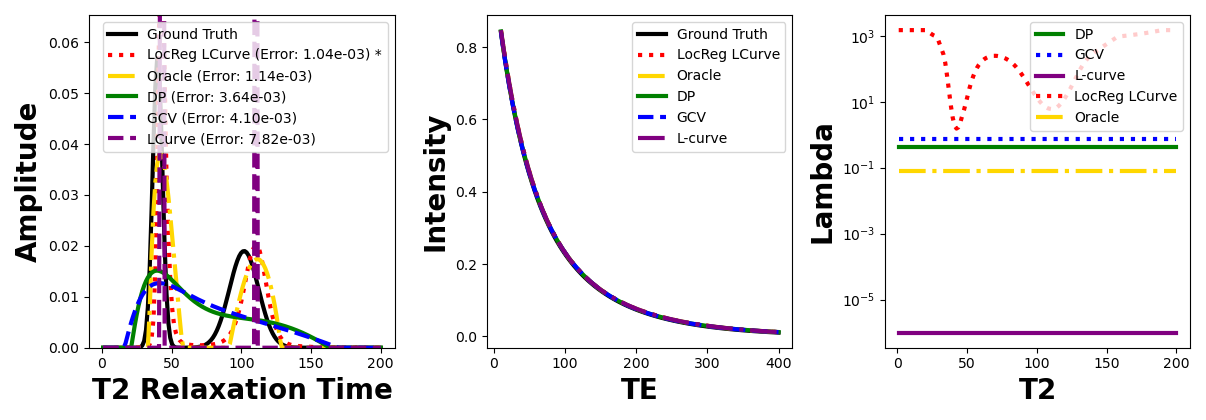 Amplitude
0.06
0.05
0.04
0.03
0.02
0.01
0.00
Ground Truth
LocReg LCurve (Error: 1.04e-03) *
Oracle (Error: 1.14e-03)
DP (Error: 3.64e-03)
GCV (Error: 4.10e-03)
LCurve (Error: 7.82e-03)
0 50 100 150 200
T2 Relaxation Time
Intensity
0.8
0.6
0.4
0.2
0.0
Ground Truth
LocReg LCurve
Oracle
DP
GCV
L-curve
0 100 200 300 400
TE
Lambda
10³
10¹
10⁻¹
10⁻³
10⁻⁵
DP
GCV
L-curve
LocReg LCurve
Oracle
0 50 100 150 200
T2